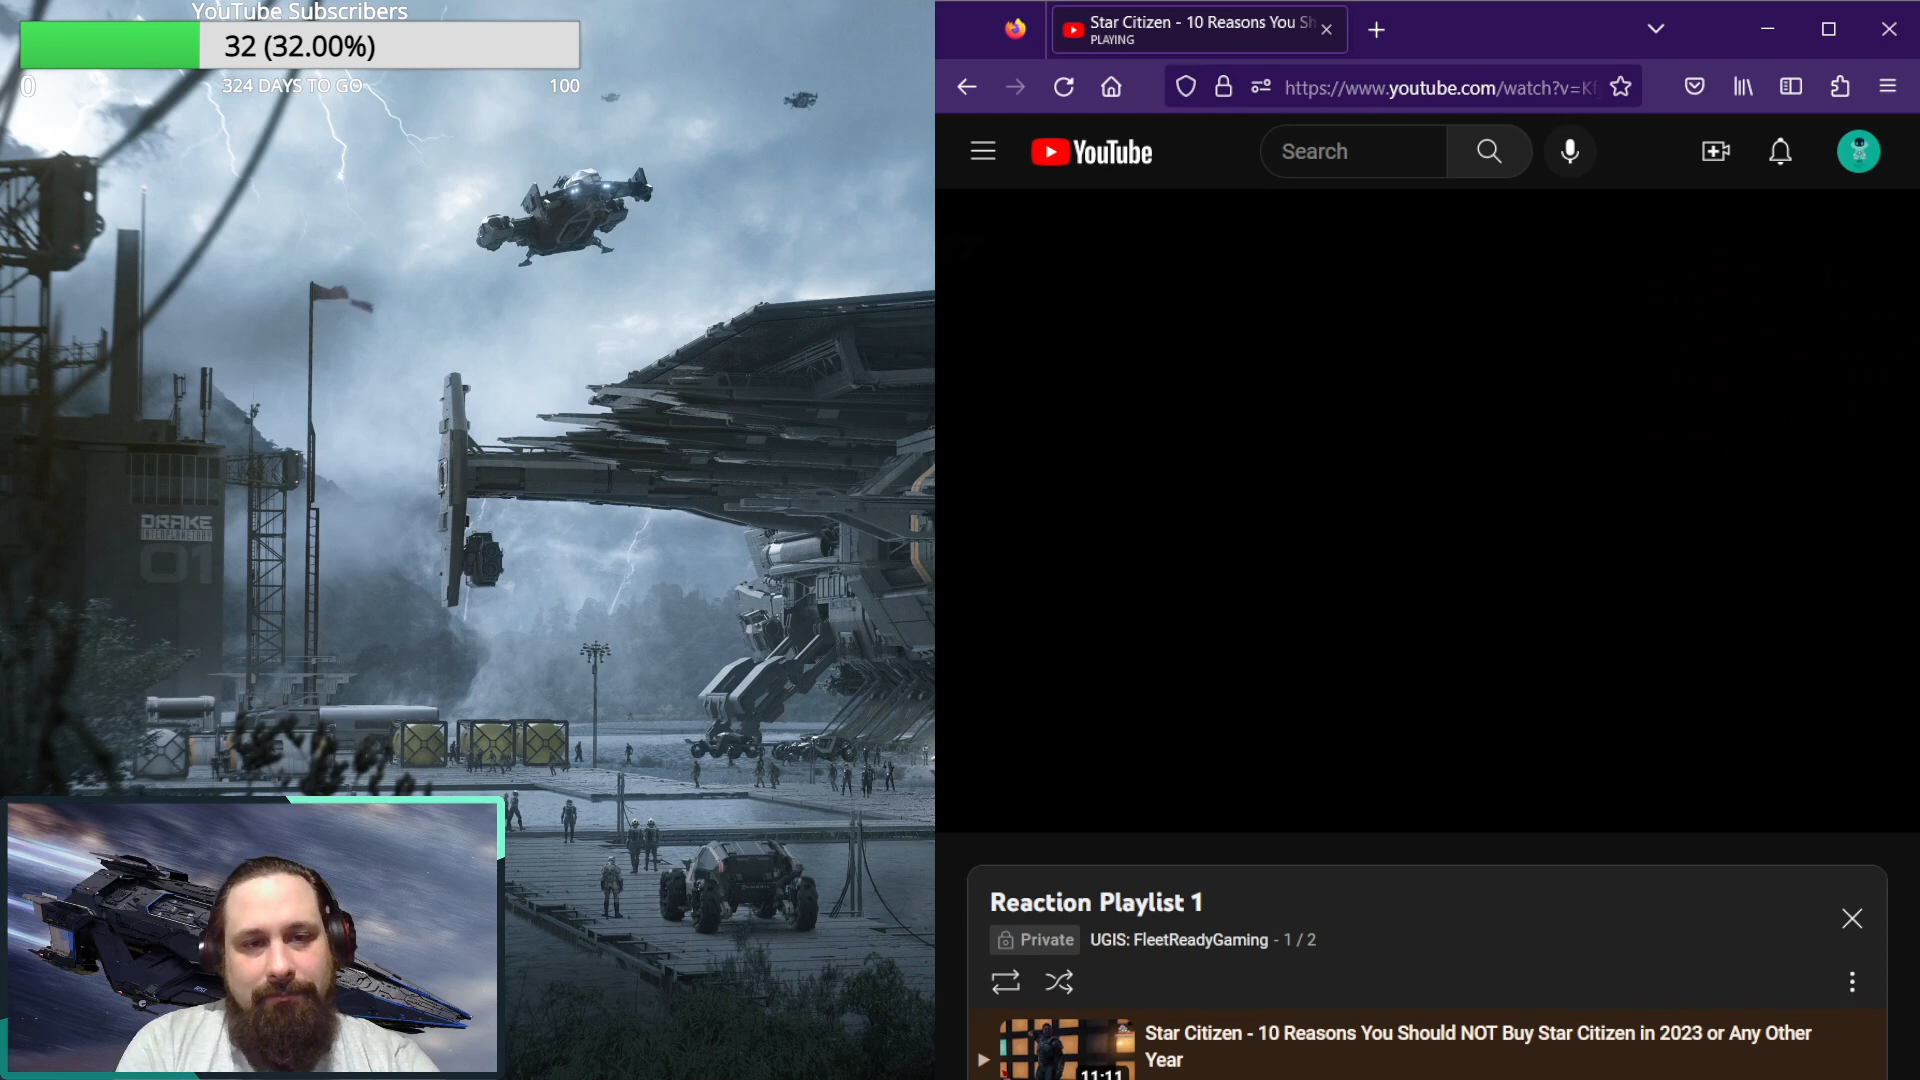 YouTube Subscribers
32 (32.00%)
0
324 DAYS TO GO
100
DRAKE
INTERPLANETARY
01
Star Citizen - 10 Reasons You Sh
PLAYING
https://www.youtube.com/watch?v=Kf
YouTube
Search
Reaction Playlist 1
Private
UGIS: FleetReadyGaming - 1 / 2
Star Citizen - 10 Reasons You Should NOT Buy Star Citizen in 2023 or Any Other
Year
11:11